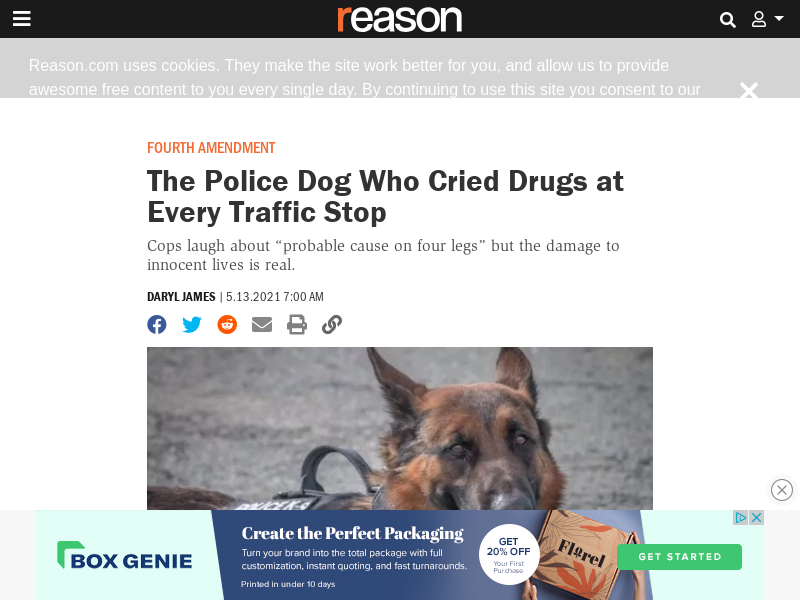 reason
Reason.com uses cookies. They make the site work better for you, and allow us to provide
awesome free content to you every single day. By continuing to use this site you consent to our
FOURTH AMENDMENT
The Police Dog Who Cried Drugs at
Every Traffic Stop
Cops laugh about “probable cause on four legs” but the damage to
innocent lives is real.
DARYL JAMES | 5.13.2021 7:00 AM
BOX GENIE
Create the Perfect Packaging
Turn your brand into the total package with full
customization, instant quoting, and fast turnarounds.
Printed in under 10 days
GET
20% OFF
Your First
Purchase
Florel
GET STARTED